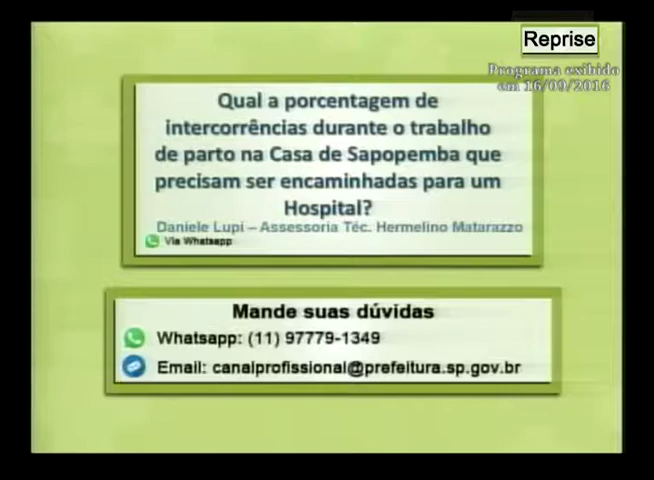 Reprise
Programa exibido
em 16/09/2016
Qual a porcentagem de
intercorrências durante o trabalho
de parto na Casa de Sapopemba que
precisam ser encaminhadas para um
Hospital?
Daniele Lupi – Assessoria Téc. Hermelino Matarazzo
Via Whatsapp
Mande suas dúvidas
Whatsapp: (11) 97779-1349
Email: canalprofissional@prefeitura.sp.gov.br